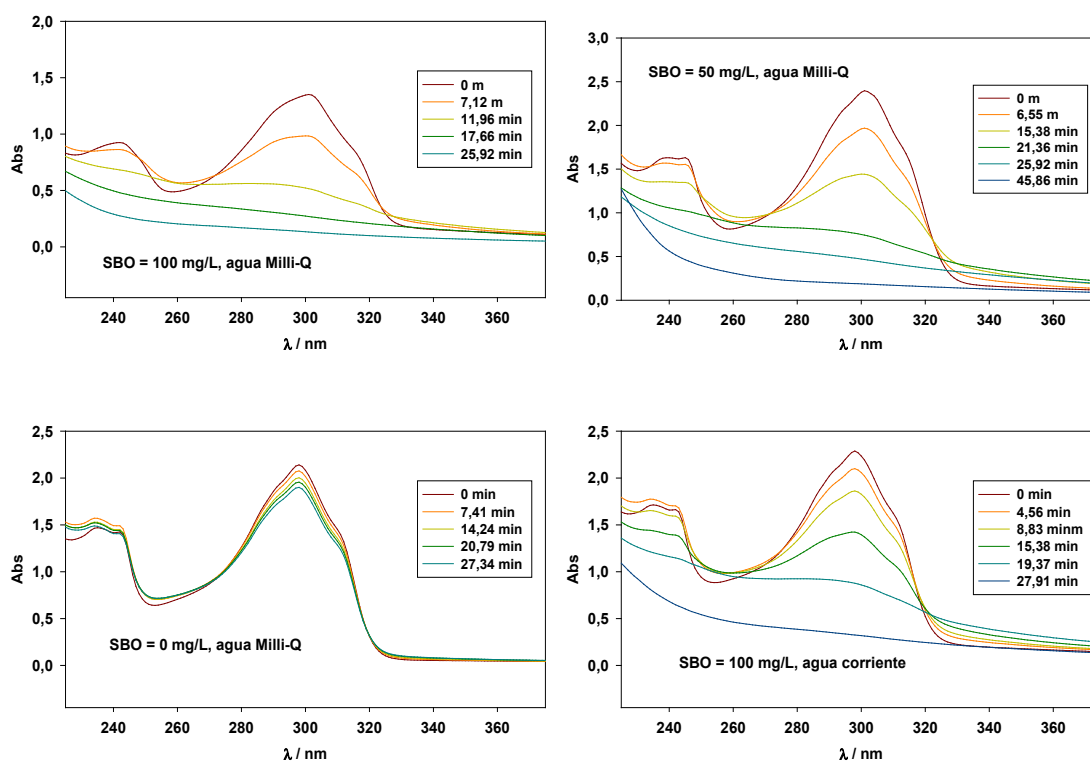 2,0
1,5
1,0
0,5
0,0
Abs
0 m
7,12 m
11,96 min
17,66 min
25,92 min
SBO = 100 mg/L, agua Milli-Q
240 260 280 300 320 340 360
λ / nm
3,0
2,5
2,0
1,5
1,0
0,5
0,0
Abs
SBO = 50 mg/L, agua Milli-Q
0 m
6,55 m
15,38 min
21,36 min
25,92 min
45,86 min
240 260 280 300 320 340 360
λ / nm
2,5
2,0
1,5
1,0
0,5
0,0
Abs
0 min
7,41 min
14,24 min
20,79 min
27,34 min
SBO = 0 mg/L, agua Milli-Q
240 260 280 300 320 340 360
λ / nm
2,5
2,0
1,5
1,0
0,5
0,0
Abs
0 min
4,56 min
8,83 minm
15,38 min
19,37 min
27,91 min
SBO = 100 mg/L, agua corriente
240 260 280 300 320 340 360
λ / nm